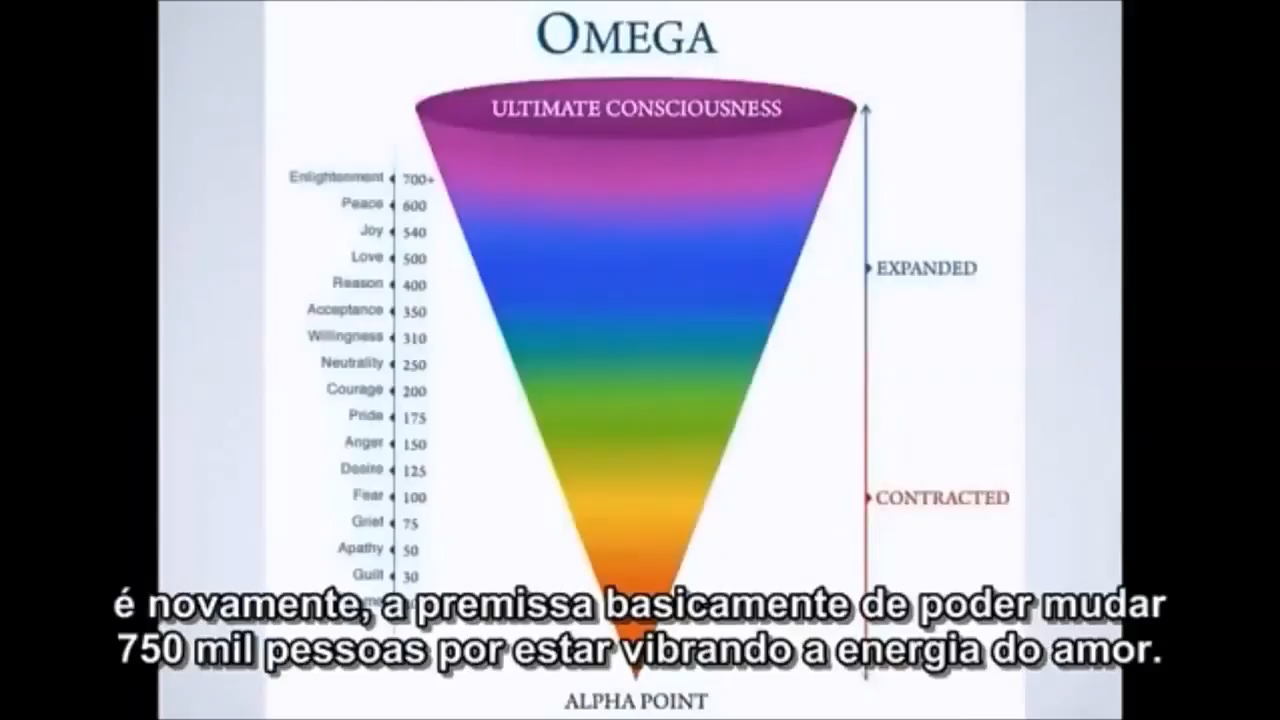 OMEGA
ULTIMATE CONSCIOUSNESS
Enlightenment 700+
Peace 600
Joy 540
Love 500
Reason 400
Acceptance 350
Willingness 310
Neutrality 250
Courage 200
Pride 175
Anger 150
Desire 125
Fear 100
Grief 75
Apathy 50
Guilt 30
EXPANDED
CONTRACTED
é novamente, a premissa basicamente de poder mudar
750 mil pessoas por estar vibrando a energia do amor.
ALPHA POINT